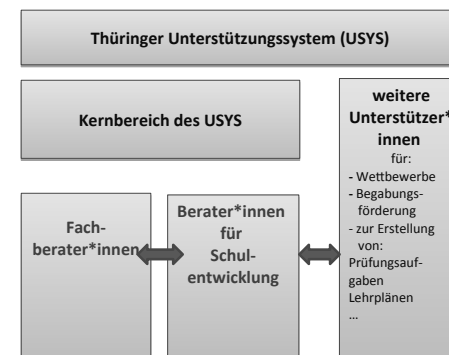 Thüringer Unterstützungssystem (USYS)
Kernbereich des USYS
Fach-
berater*innen
Berater*innen
für
Schul-
entwicklung
weitere
Unterstützer*
innen
für:
- Wettbewerbe
- Begabungs-
förderung
- zur Erstellung
von:
Prüfungsauf-
gaben
Lehrplänen
...